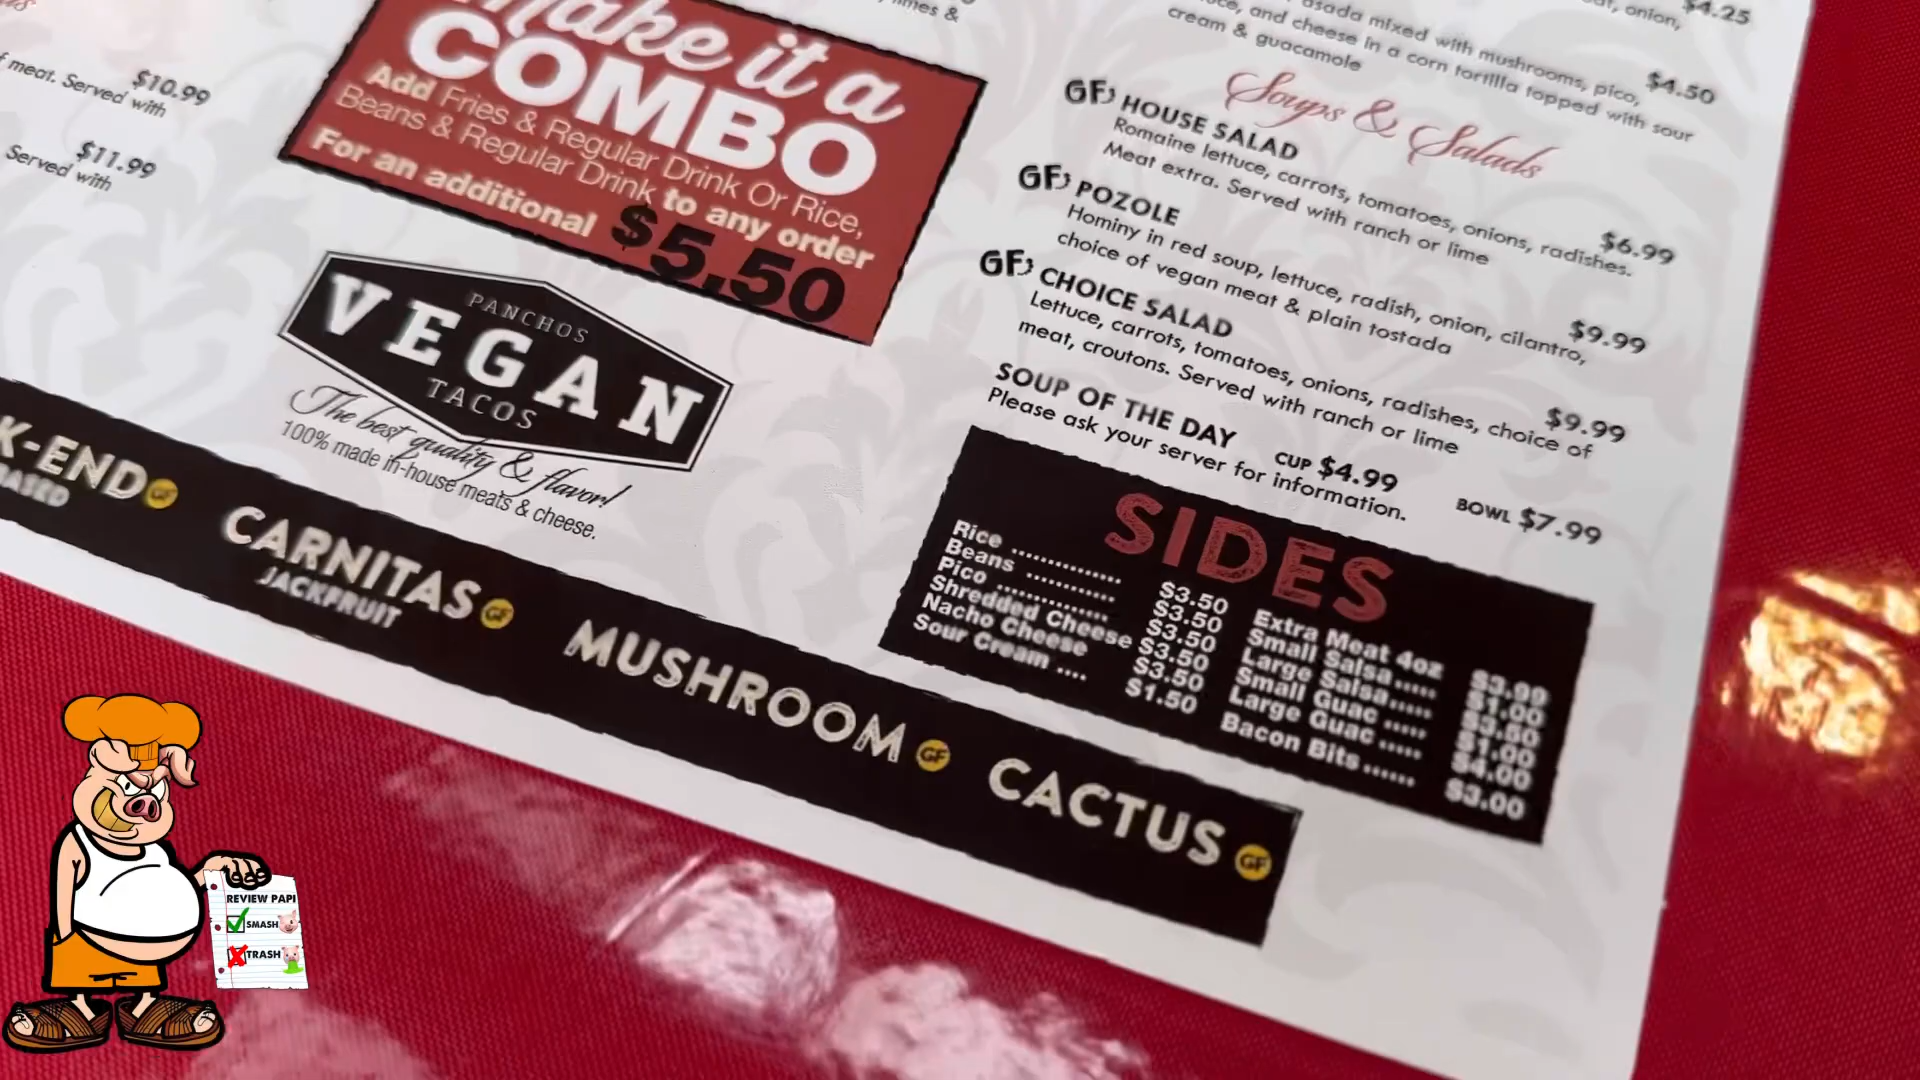 $10.99
f meat. Served with
$11.99
Served with
Make it a
COMBO
Add Fries & Regular Drink Or Rice,
Beans & Regular Drink to any order
For an additional $5.50
PANCHOS
VEGAN
TACOS
The best quality & flavor!
100% made in-house meats & cheese.
limes &
$4.25
onion,
asada mixed with mushrooms, pico,
and cheese in a corn tortilla topped with sour
cream & guacamole
$4.50
Soups & Salads
GF HOUSE SALAD
$6.99
Romaine lettuce, carrots, tomatoes, onions, radishes.
Meat extra. Served with ranch or lime
GF POZOLE
$9.99
Hominy in red soup, lettuce, radish, onion, cilantro,
choice of vegan meat & plain tostada
GF CHOICE SALAD
$9.99
Lettuce, carrots, tomatoes, onions, radishes, choice of
meat, croutons. Served with ranch or lime
SOUP OF THE DAY CUP $4.99 BOWL $7.99
Please ask your server for information.
SIDES
Rice ............. $3.50
Beans ........... $3.50
Pico .............. $3.50
Shredded Cheese $3.50
Nacho Cheese $3.50
Sour Cream .... $1.50
Extra Meat 4oz $3.99
Small Salsa..... $1.00
Large Salsa..... $3.50
Small Guac ..... $1.00
Large Guac ..... $4.00
Bacon Bits ...... $3.00
K-END GF
BASED
CARNITAS GF
JACKFRUIT
MUSHROOM GF
CACTUS GF
REVIEW PAPI
SMASH
TRASH